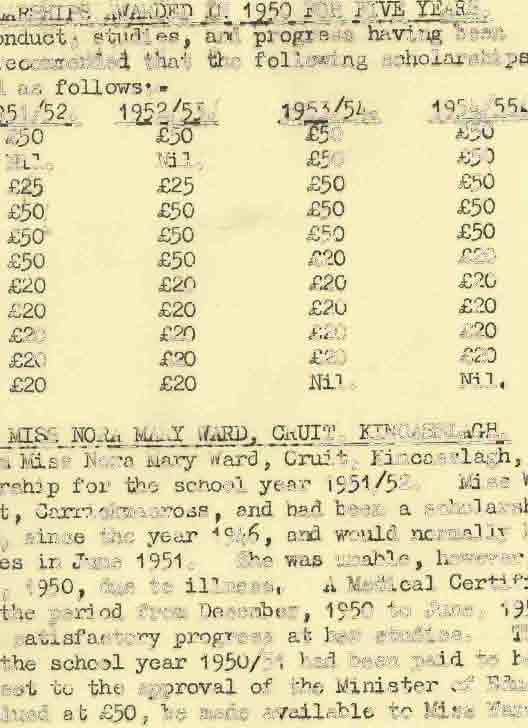 ARSHIPS AWARDED IN 1950 FOR FIVE YEARS.
onduct, studies, and progress having been
recommended that the following scholarships
d as follows:-
951/52. 1952/53. 1953/54. 1954/55.
£50 £50 £50 £50
Nil. Nil. £50 £50
£25 £25 £50 £50
£50 £50 £50 £50
£50 £50 £50 £50
£50 £50 £20 £20
£20 £20 £20 £20
£20 £20 £20 £20
£20 £20 £20 £20
£20 £20 £20 £20
£20 £20 Nil. Nil.
MISS NORA MARY WARD, CRUIT, KINCASSLAGH.
Miss Nora Mary Ward, Cruit, Kincasslagh,
rship for the school year 1951/52. Miss W
t, Carrickmacross, and had been a scholarsh
, since the year 1946, and would normally
es in June 1951. She was unable, however
, 1950, due to illness. A Medical Certifi
the period from December, 1950 to June, 195
satisfactory progress at her studies. T
the school year 1950/51 had been paid to h
ect to the approval of the Minister of Edu
lued at £50, be made available to Miss Mary